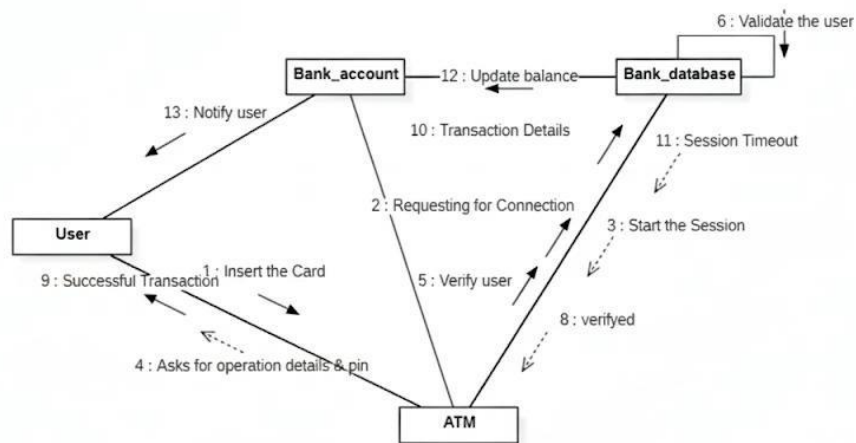 6 : Validate the user
Bank_account
12 : Update balance
Bank_database
13 : Notify user
10 : Transaction Details
11 : Session Timeout
2 : Requesting for Connection
3 : Start the Session
User
1 : Insert the Card
9 : Successful Transaction
5 : Verify user
8 : verifyed
4 : Asks for operation details & pin
ATM